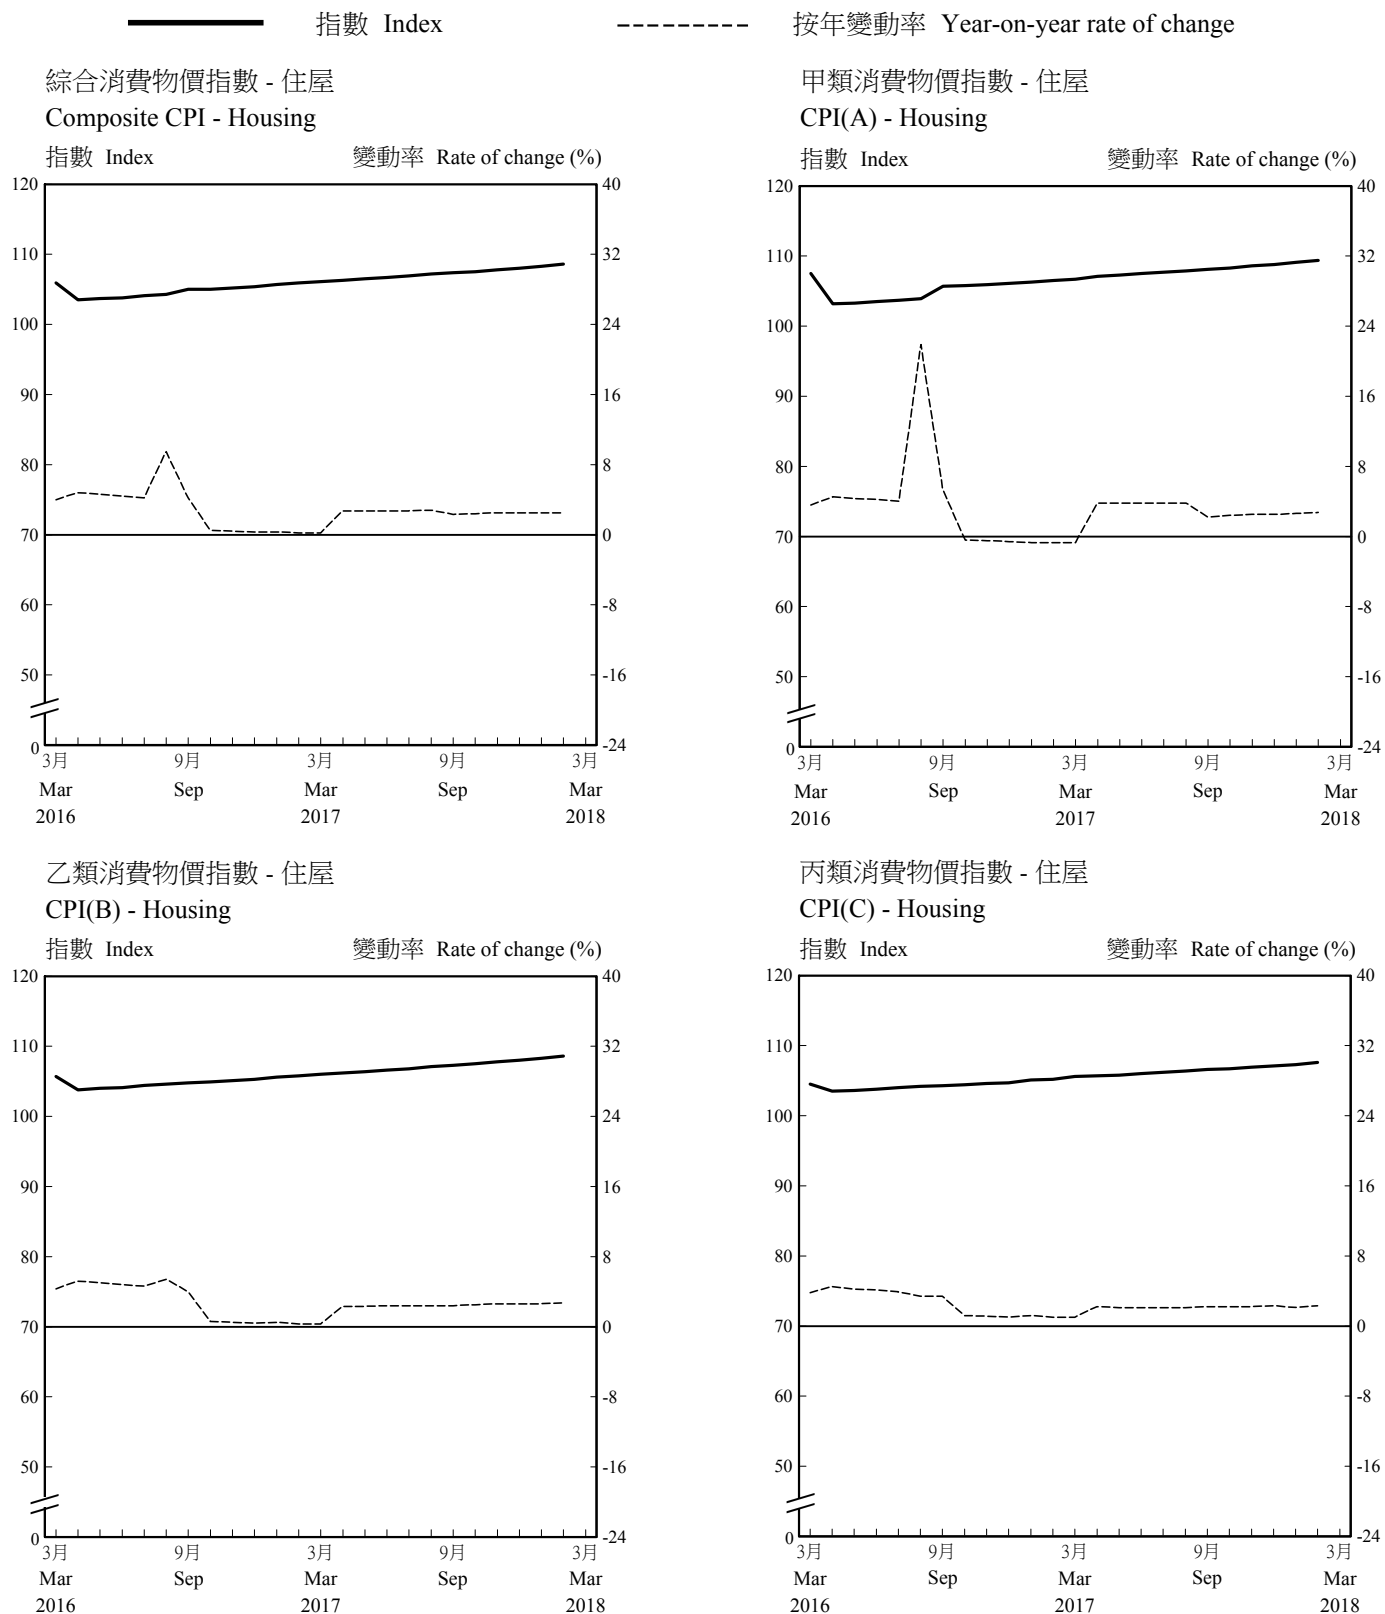 指數 Index
按年變動率 Year-on-year rate of change
綜合消費物價指數 - 住屋
Composite CPI - Housing
指數 Index 變動率 Rate of change (%)
120 40
110 32
100 24
90 16
80 8
70 0
60 -8
50 -16
0 -24
3月 9月 3月 9月 3月
Mar Sep Mar Sep Mar
2016 2017 2018
甲類消費物價指數 - 住屋
CPI(A) - Housing
指數 Index 變動率 Rate of change (%)
120 40
110 32
100 24
90 16
80 8
70 0
60 -8
50 -16
0 -24
3月 9月 3月 9月 3月
Mar Sep Mar Sep Mar
2016 2017 2018
乙類消費物價指數 - 住屋
CPI(B) - Housing
指數 Index 變動率 Rate of change (%)
120 40
110 32
100 24
90 16
80 8
70 0
60 -8
50 -16
0 -24
3月 9月 3月 9月 3月
Mar Sep Mar Sep Mar
2016 2017 2018
丙類消費物價指數 - 住屋
CPI(C) - Housing
指數 Index 變動率 Rate of change (%)
120 40
110 32
100 24
90 16
80 8
70 0
60 -8
50 -16
0 -24
3月 9月 3月 9月 3月
Mar Sep Mar Sep Mar
2016 2017 2018